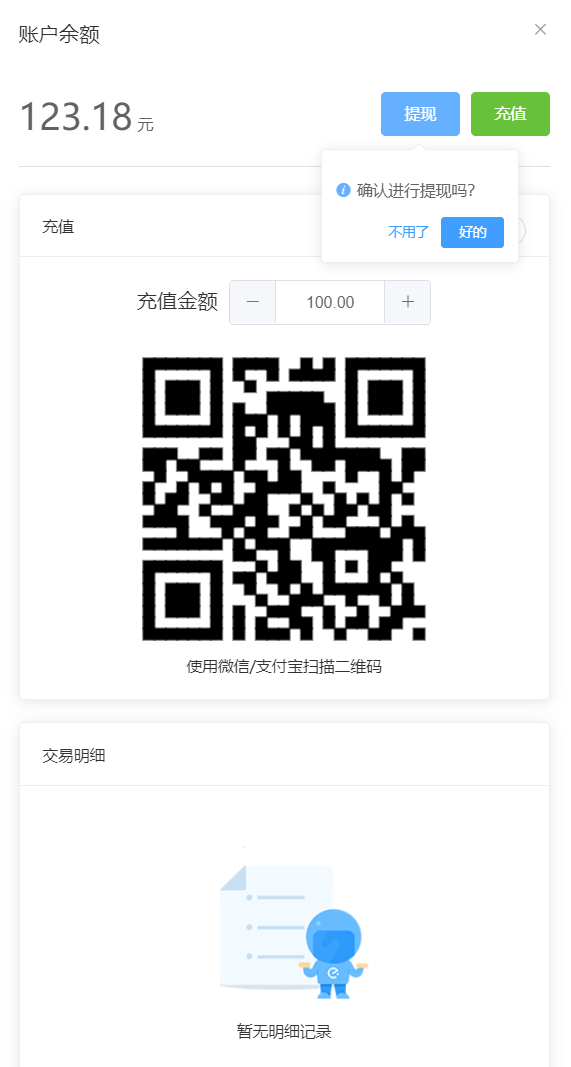 账户余额
123.18 元
提现
充值
确认进行提现吗?
不用了
好的
充值
充值金额
100.00
使用微信/支付宝扫描二维码
交易明细
暂无明细记录